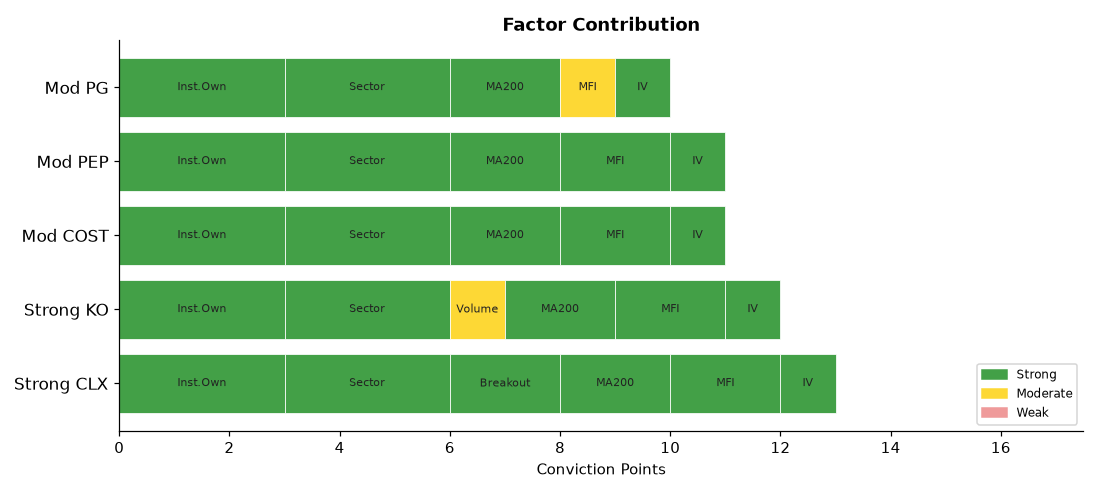 Factor Contribution
Mod PG Inst.Own Sector MA200 MFI IV
Mod PEP Inst.Own Sector MA200 MFI IV
Mod COST Inst.Own Sector MA200 MFI IV
Strong KO Inst.Own Sector Volume MA200 MFI IV
Strong CLX Inst.Own Sector Breakout MA200 MFI IV
Strong
Moderate
Weak
0 2 4 6 8 10 12 14 16
Conviction Points